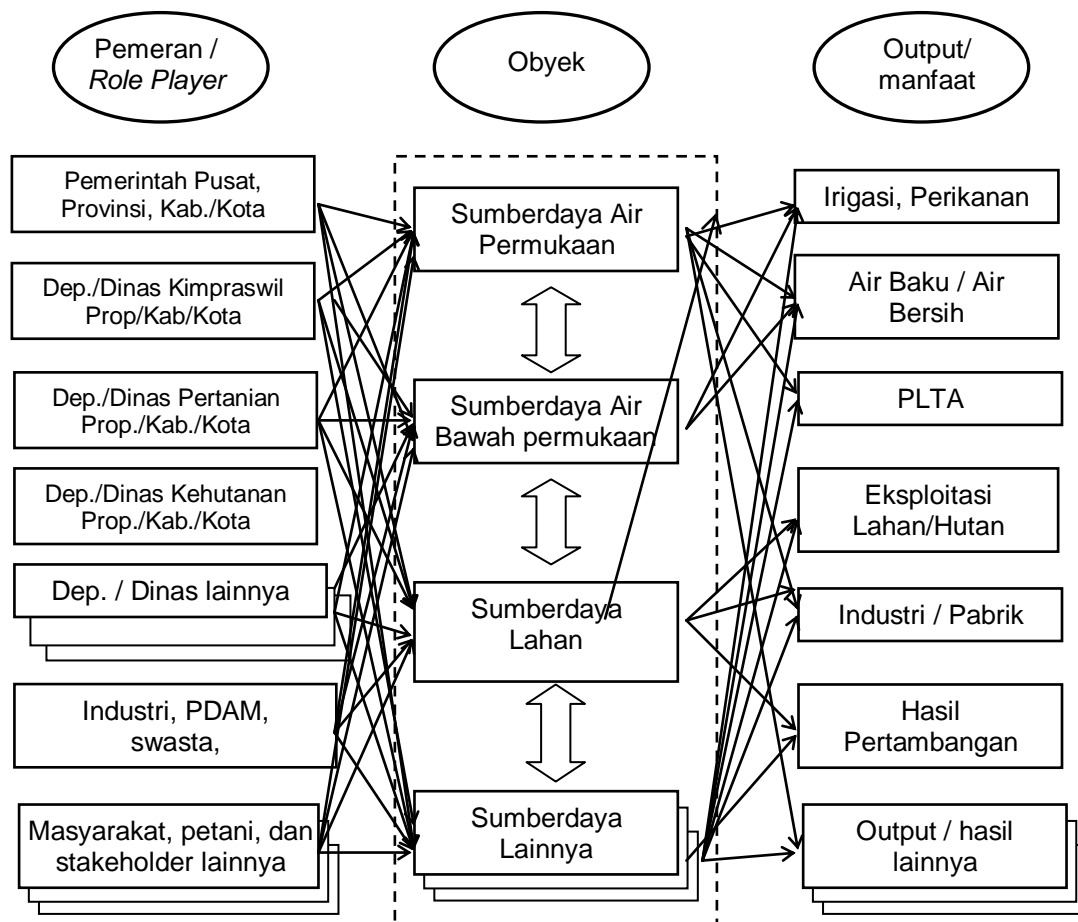 Pemeran /
Role Player
Obyek
Output/
manfaat
Pemerintah Pusat,
Provinsi, Kab./Kota
Dep./Dinas Kimpraswil
Prop/Kab/Kota
Dep./Dinas Pertanian
Prop./Kab./Kota
Dep./Dinas Kehutanan
Prop./Kab./Kota
Dep. / Dinas lainnya
Industri, PDAM,
swasta,
Masyarakat, petani, dan
stakeholder lainnya
Sumberdaya Air
Permukaan
Sumberdaya Air
Bawah permukaan
Sumberdaya
Lahan
Sumberdaya
Lainnya
Irigasi, Perikanan
Air Baku / Air
Bersih
PLTA
Eksploitasi
Lahan/Hutan
Industri / Pabrik
Hasil
Pertambangan
Output / hasil
lainnya